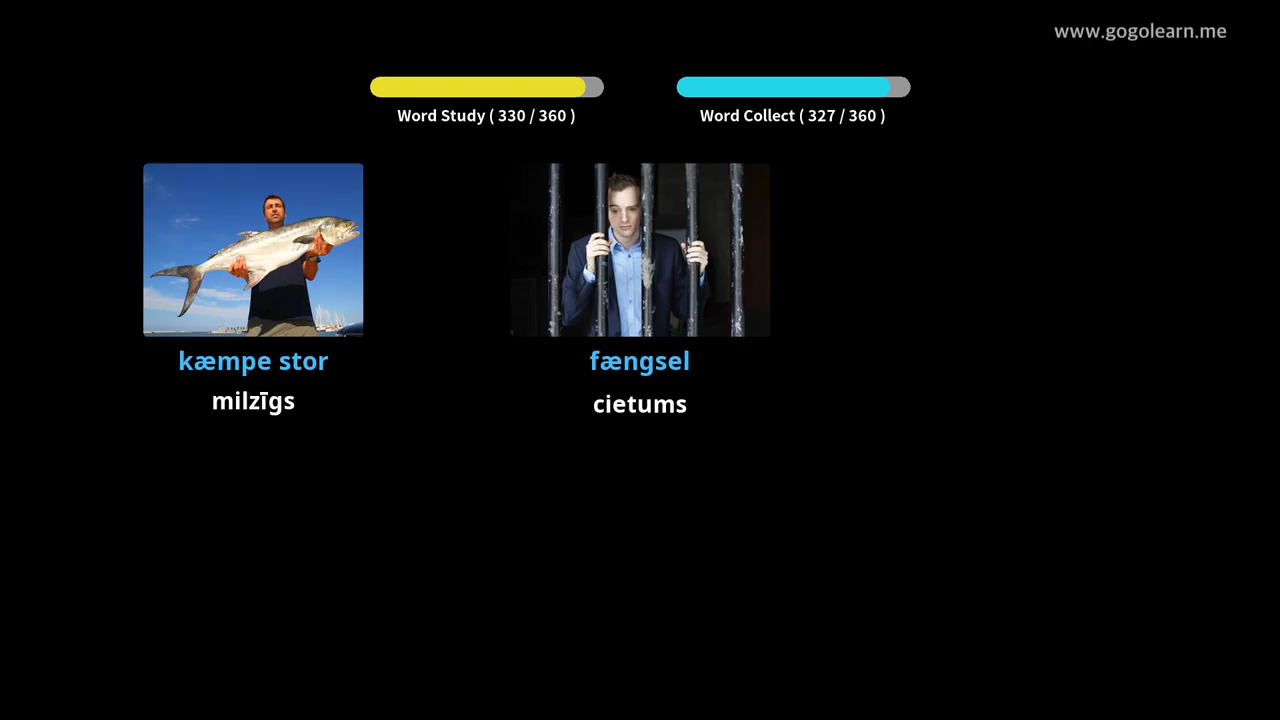 www.gogolearn.me
Word Study ( 330 / 360 )
Word Collect ( 327 / 360 )
kæmpe stor
milzīgs
fængsel
cietums